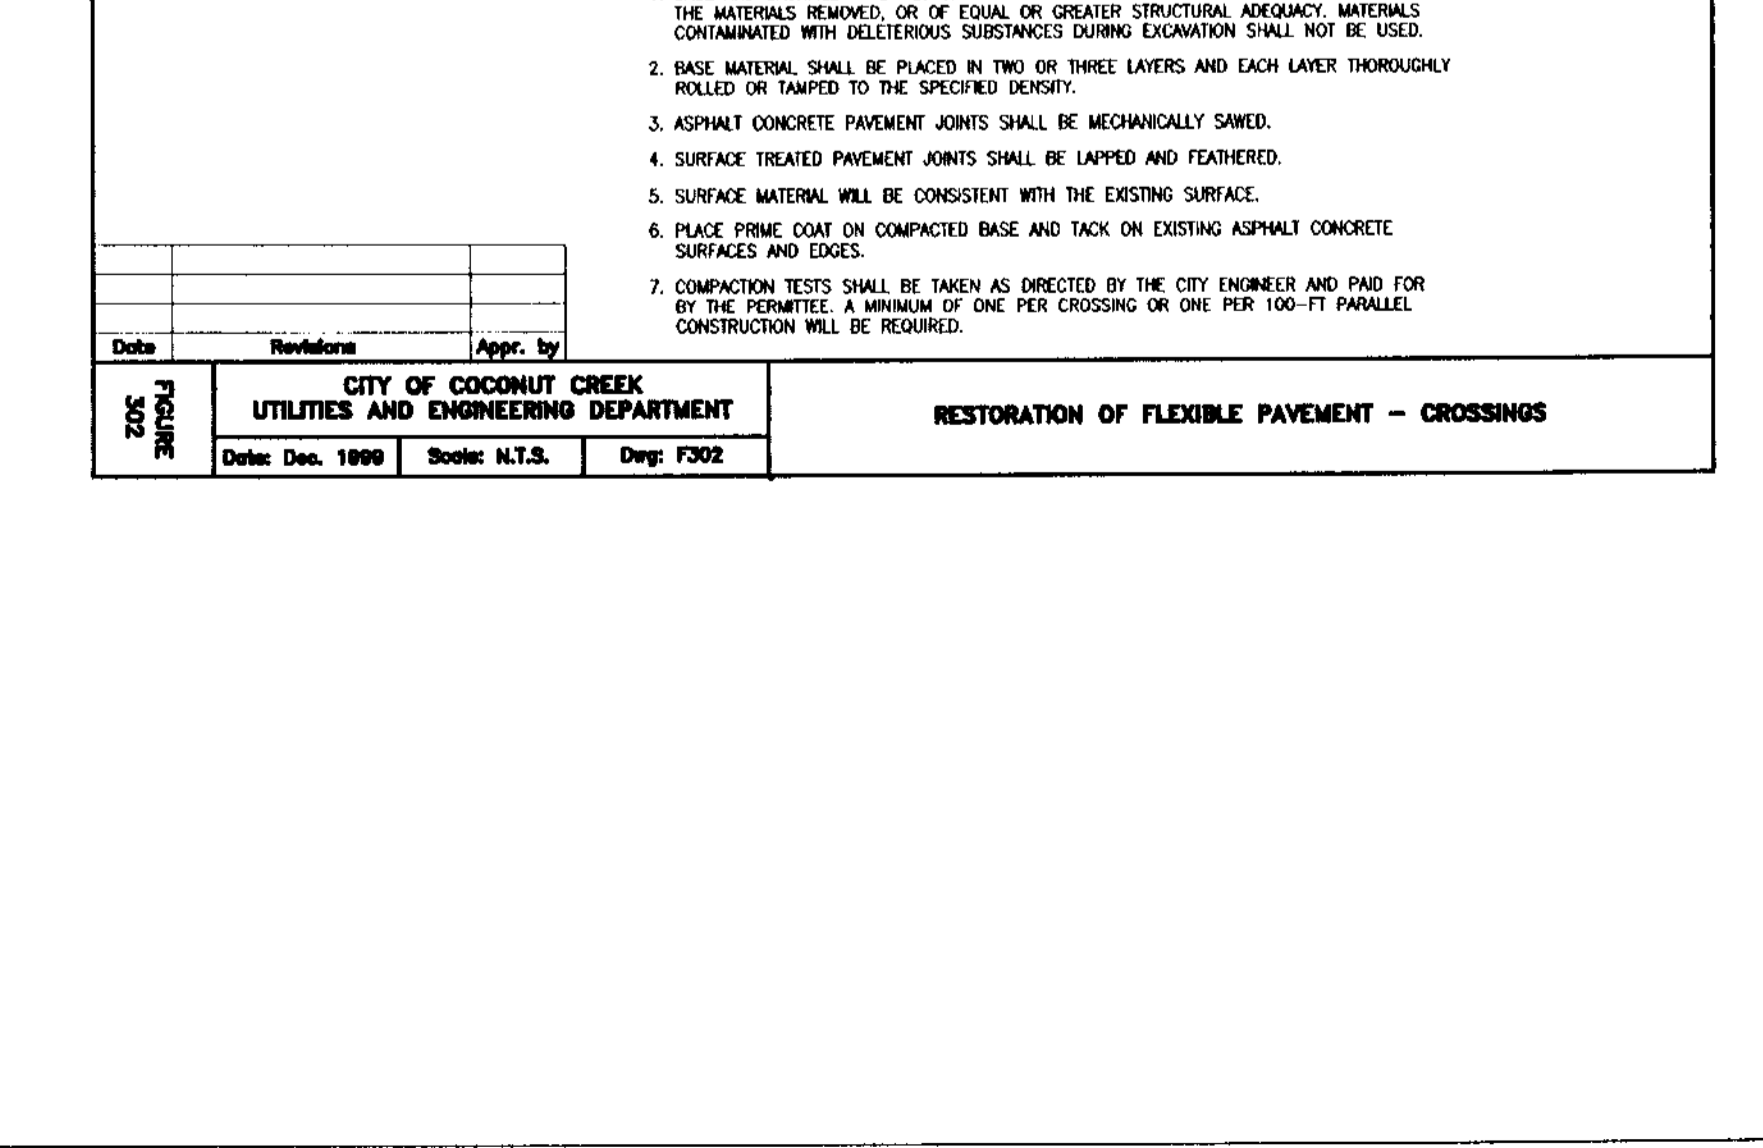 THE MATERIALS REMOVED, OR OF EQUAL OR GREATER STRUCTURAL ADEQUACY. MATERIALS
CONTAMINATED WITH DELETERIOUS SUBSTANCES DURING EXCAVATION SHALL NOT BE USED.
2. BASE MATERIAL SHALL BE PLACED IN TWO OR THREE LAYERS AND EACH LAYER THOROUGHLY
ROLLED OR TAMPED TO THE SPECIFIED DENSITY.
3. ASPHALT CONCRETE PAVEMENT JOINTS SHALL BE MECHANICALLY SAWED.
4. SURFACE TREATED PAVEMENT JOINTS SHALL BE LAPPED AND FEATHERED.
5. SURFACE MATERIAL WILL BE CONSISTENT WITH THE EXISTING SURFACE.
6. PLACE PRIME COAT ON COMPACTED BASE AND TACK ON EXISTING ASPHALT CONCRETE
SURFACES AND EDGES.
7. COMPACTION TESTS SHALL BE TAKEN AS DIRECTED BY THE CITY ENGINEER AND PAID FOR
BY THE PERMITTEE. A MINIMUM OF ONE PER CROSSING OR ONE PER 100-FT PARALLEL
CONSTRUCTION WILL BE REQUIRED.
Date Revisions Appr. by
FIGURE
302
CITY OF COCONUT CREEK
UTILITIES AND ENGINEERING DEPARTMENT
Date: Dec. 1999 Scale: N.T.S. Dwg: F302
RESTORATION OF FLEXIBLE PAVEMENT – CROSSINGS